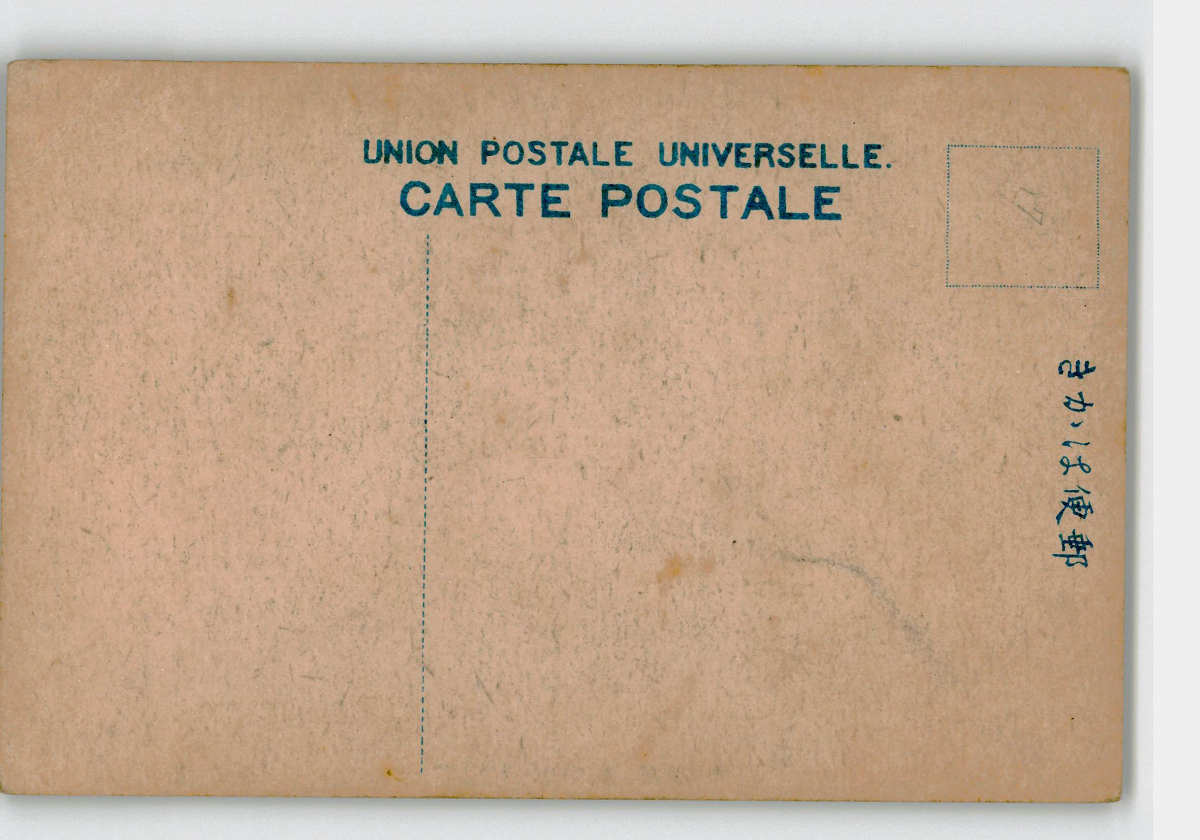 UNION POSTALE UNIVERSELLE.
CARTE POSTALE
きかは便郵